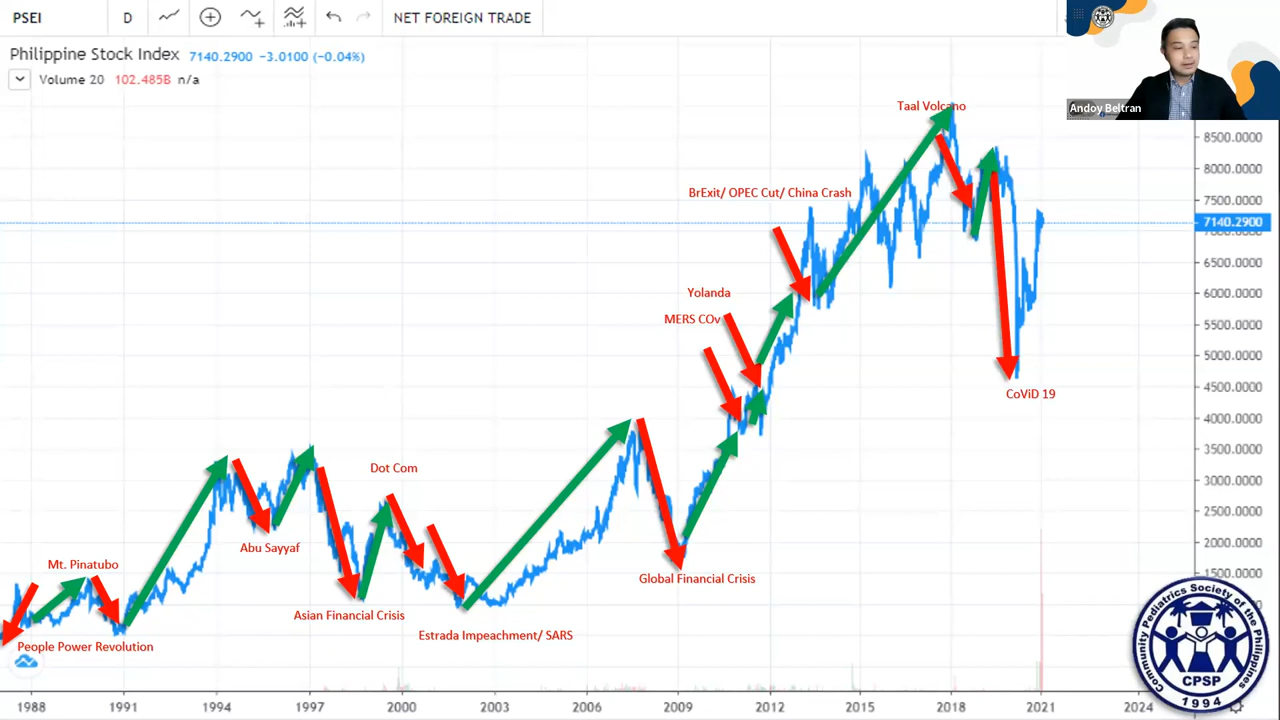 PSEI
D
NET FOREIGN TRADE
Philippine Stock Index 7140.2900 −3.0100 (−0.04%)
Volume 20 102.485B n/a
Andoy Beltran
Taal Volcano
8500.0000
8000.0000
BrExit/ OPEC Cut/ China Crash
7500.0000
7140.2900
7000.0000
6500.0000
Yolanda
6000.0000
MERS COv
5500.0000
5000.0000
4500.0000
CoViD 19
4000.0000
3500.0000
Dot Com
3000.0000
2500.0000
Abu Sayyaf
2000.0000
Mt. Pinatubo
1500.0000
Global Financial Crisis
Asian Financial Crisis
Estrada Impeachment/ SARS
People Power Revolution
Community Pediatrics Society of the Philippines, Inc.
CPSP
1994
1988 1991 1994 1997 2000 2003 2006 2009 2012 2015 2018 2021 2024